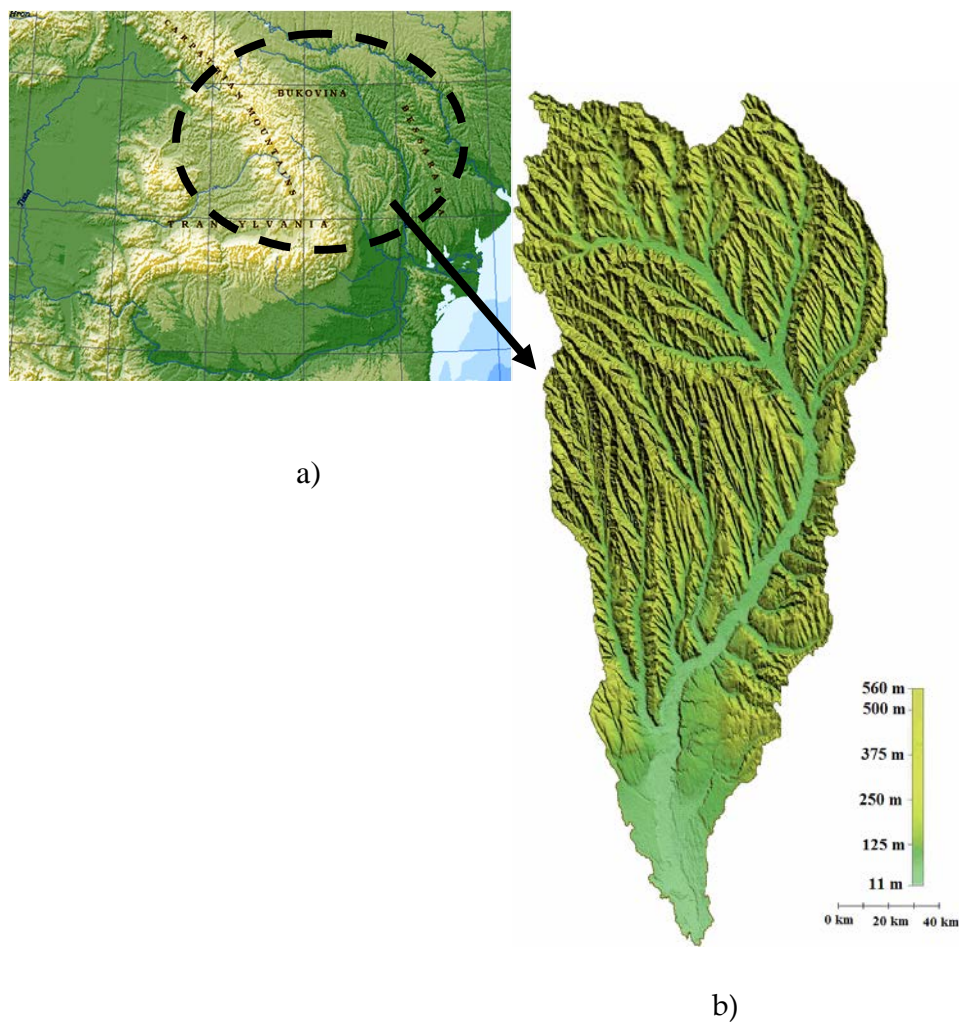 CARPATHIAN MOUNTAINS
BUKOVINA
BESSARABIA
TRANSYLVANIA
a)
560 m
500 m
375 m
250 m
125 m
11 m
0 km 20 km 40 km
b)